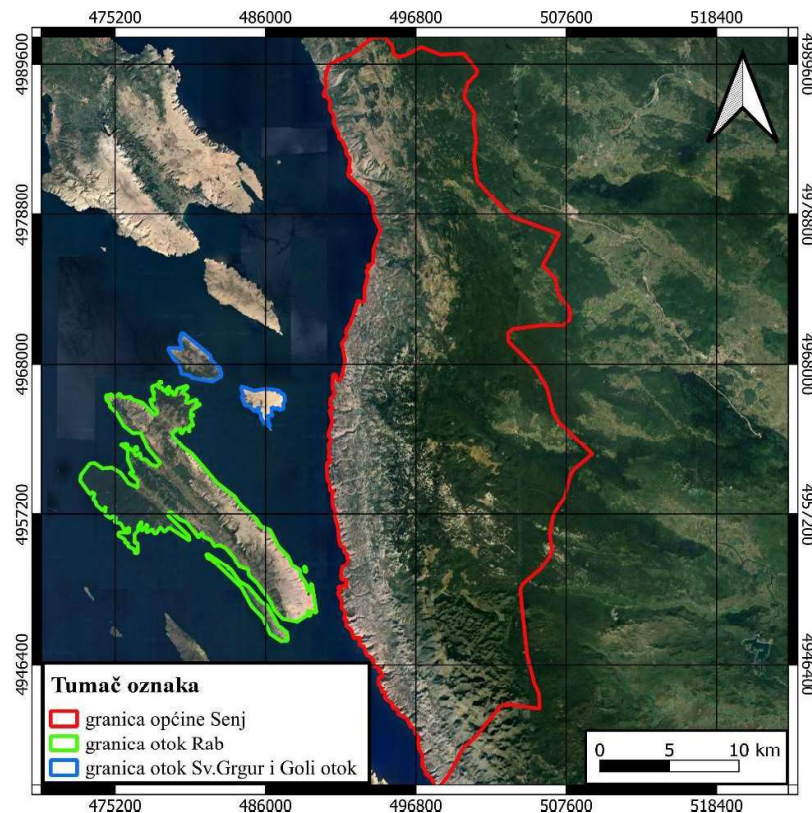 475200 486000 496800 507600 518400
4989600 4989600
4978800 4978800
4968000 4968000
4957200 4957200
4946400 4946400
Tumač oznaka
granica općine Senj
granica otok Rab
granica otok Sv.Grgur i Goli otok
0 5 10 km
475200 486000 496800 507600 518400